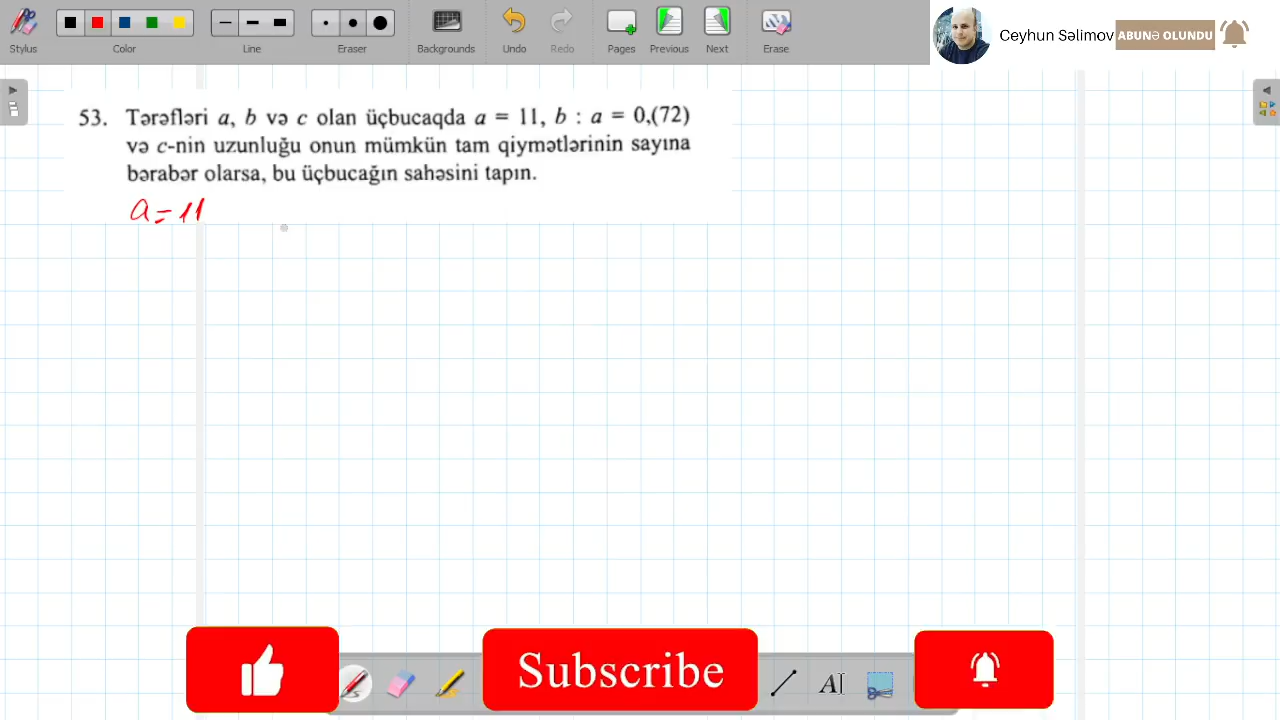 Stylus
Color
Line
Eraser
Backgrounds
Undo
Redo
Pages
Previous
Next
Erase
Ceyhun Səlimov
ABUNƏ OLUNDU
53. Tərəfləri a, b və c olan üçbucaqda a = 11, b : a = 0,(72)
və c-nin uzunluğu onun mümkün tam qiymətlərinin sayına
bərabər olarsa, bu üçbucağın sahəsini tapın.
a = 11
Subscribe
AI